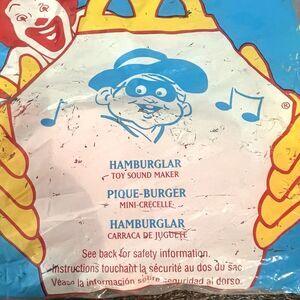 HAMBURGLAR
TOY SOUND MAKER
PIQUE-BURGER
MINI-CRECELLE
HAMBURGLAR
CARRACA DE JUGUETE
See back for safety information.
Instructions touchant la sécurité au dos du sac
Véase la información sobre seguridad al dorso.
®